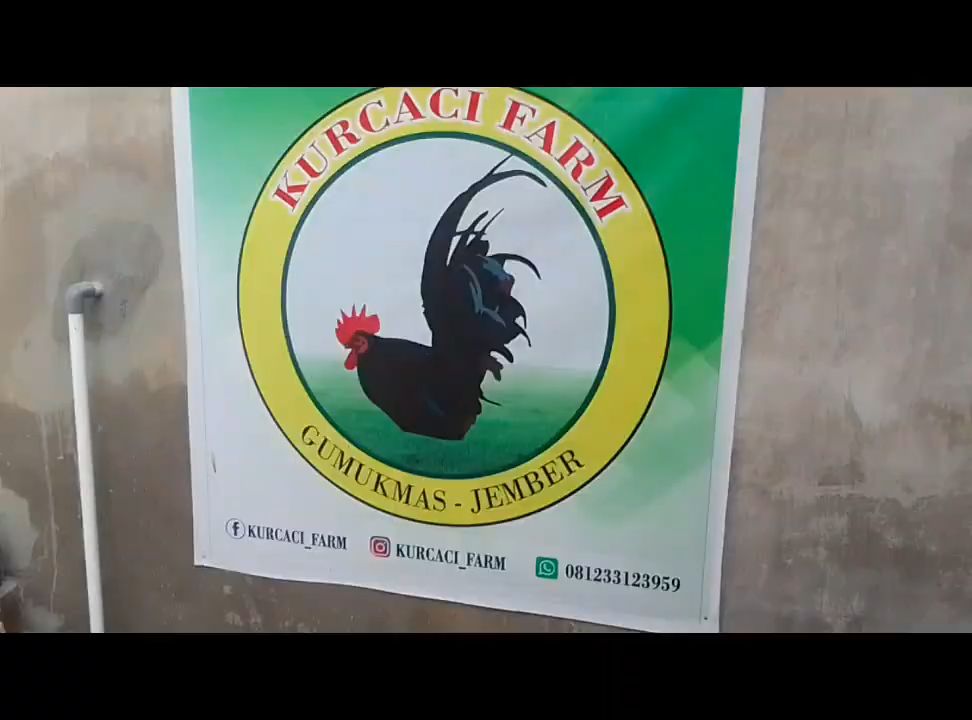 KURCACI FARM
GUMUKMAS - JEMBER
KURCACI_FARM
KURCACI_FARM
081233123959